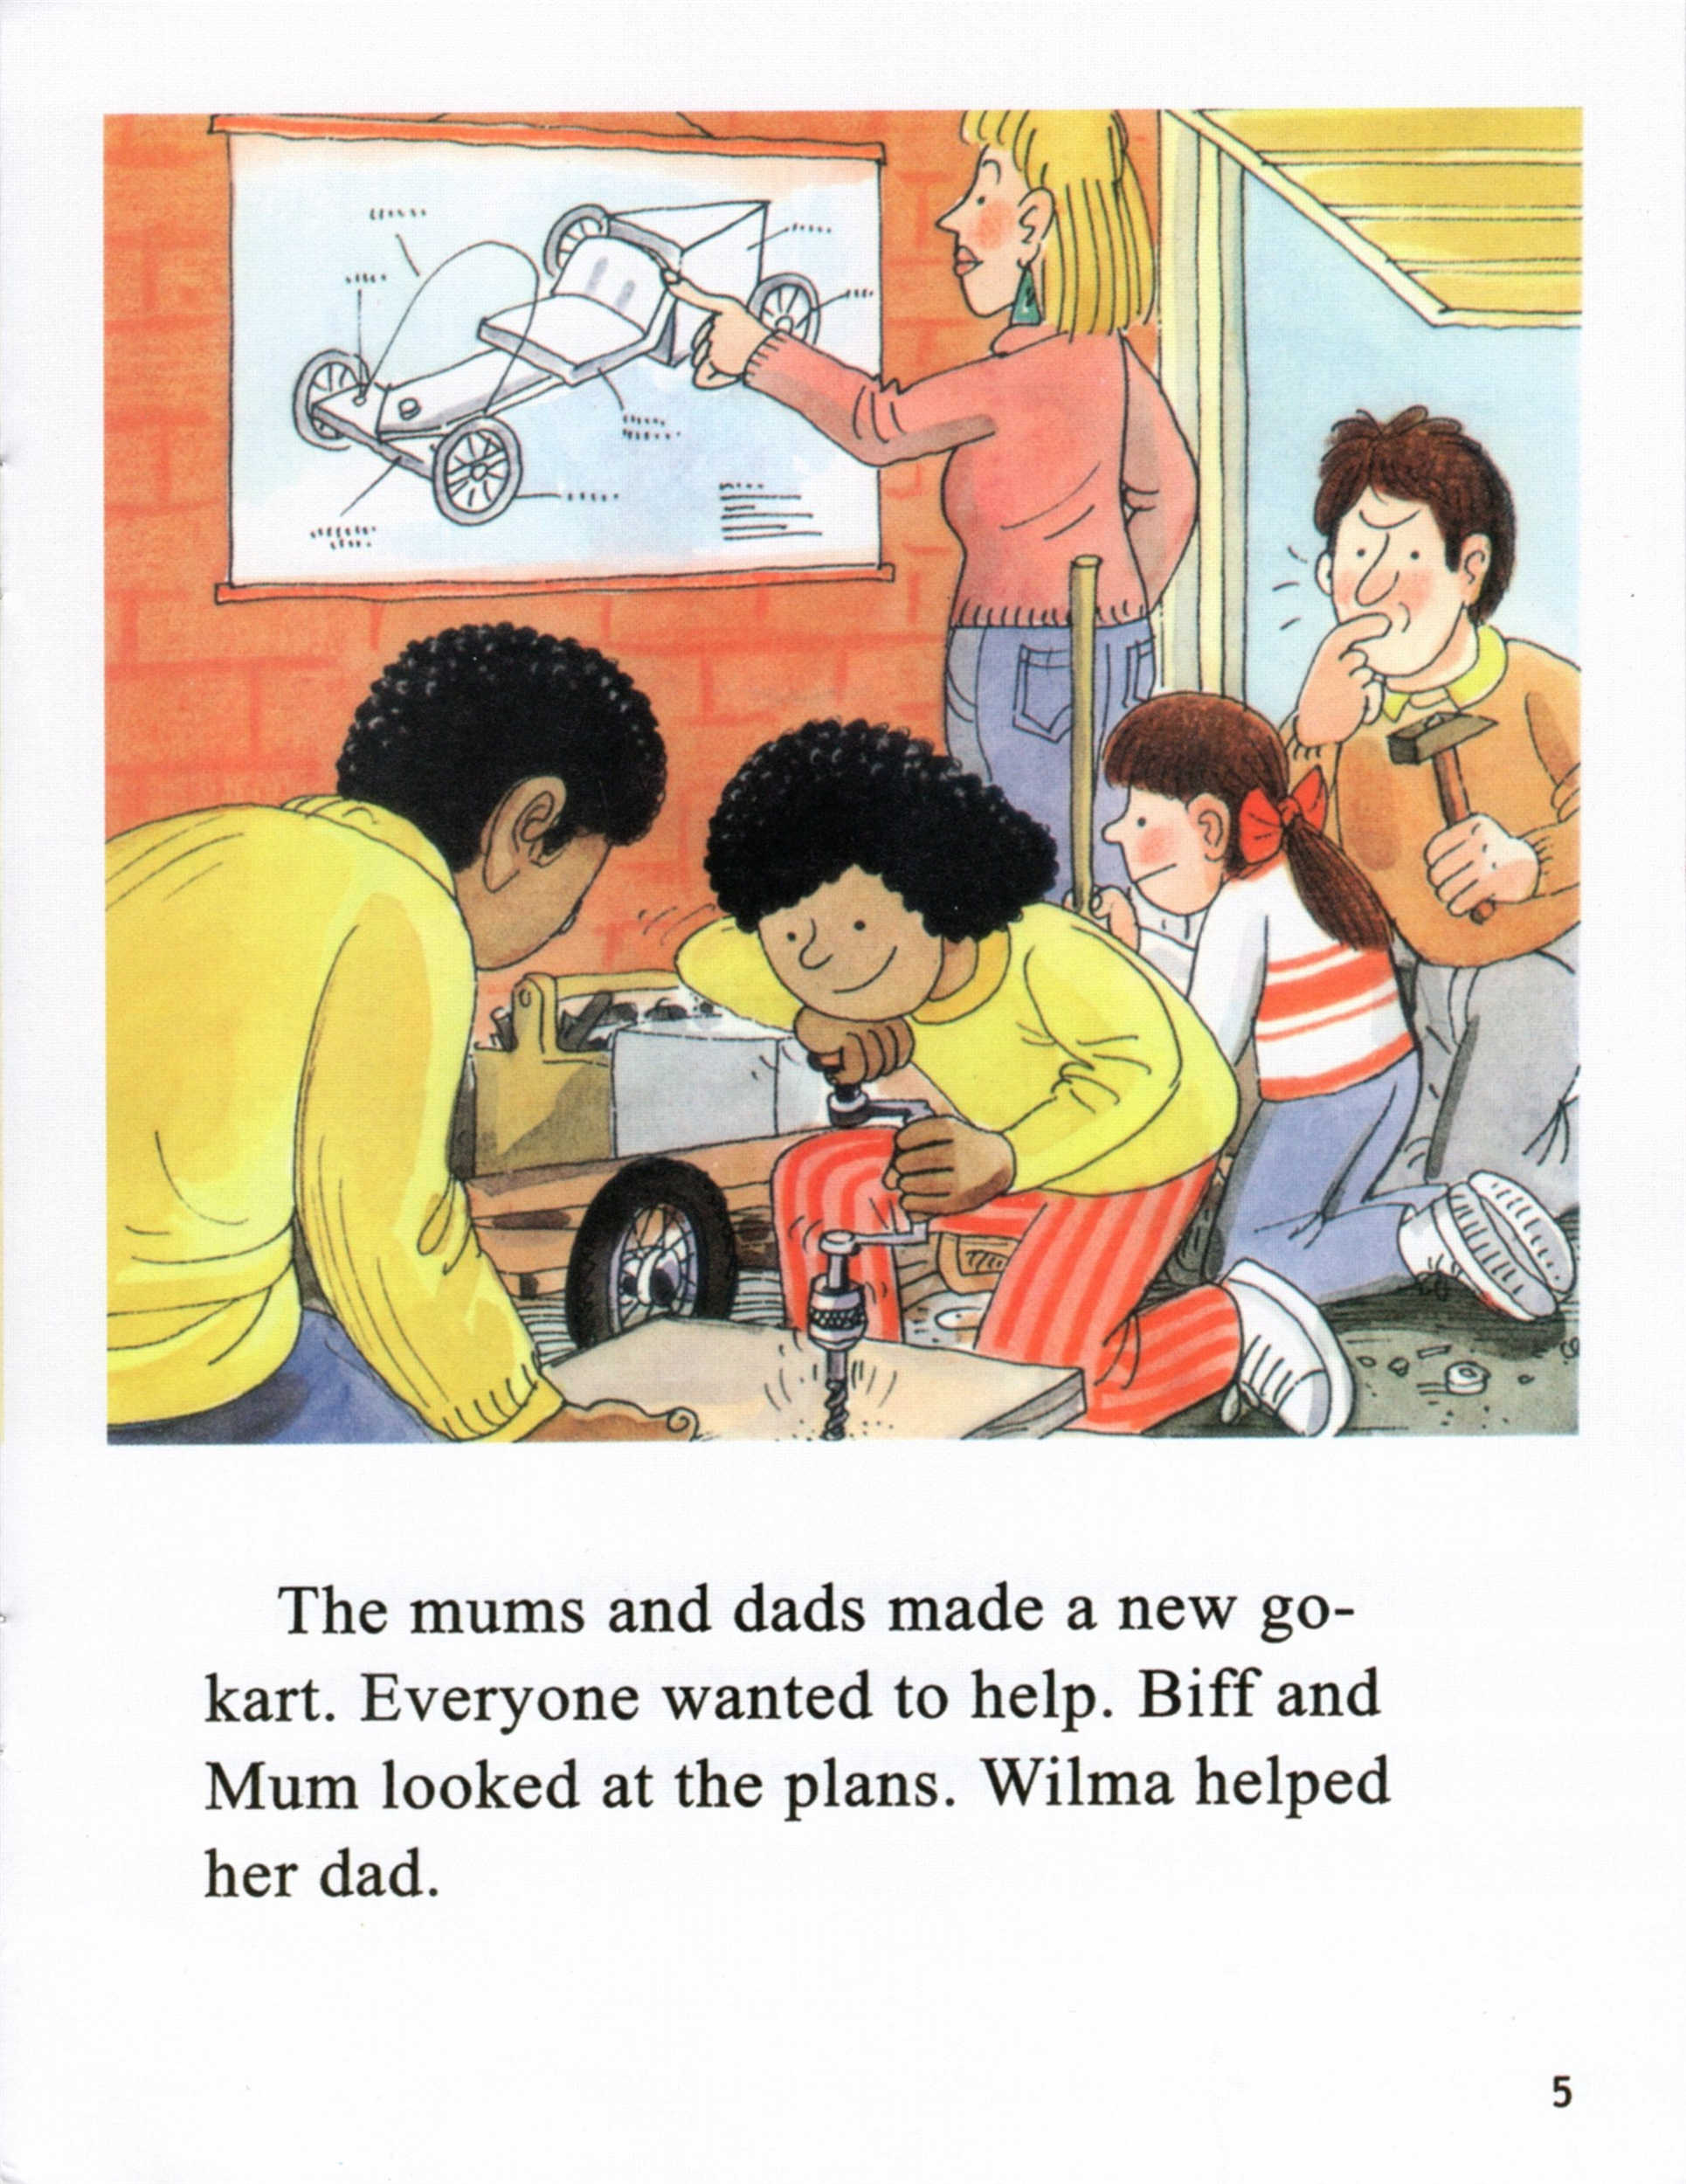 The mums and dads made a new go-
kart. Everyone wanted to help. Biff and
Mum looked at the plans. Wilma helped
her dad.
5